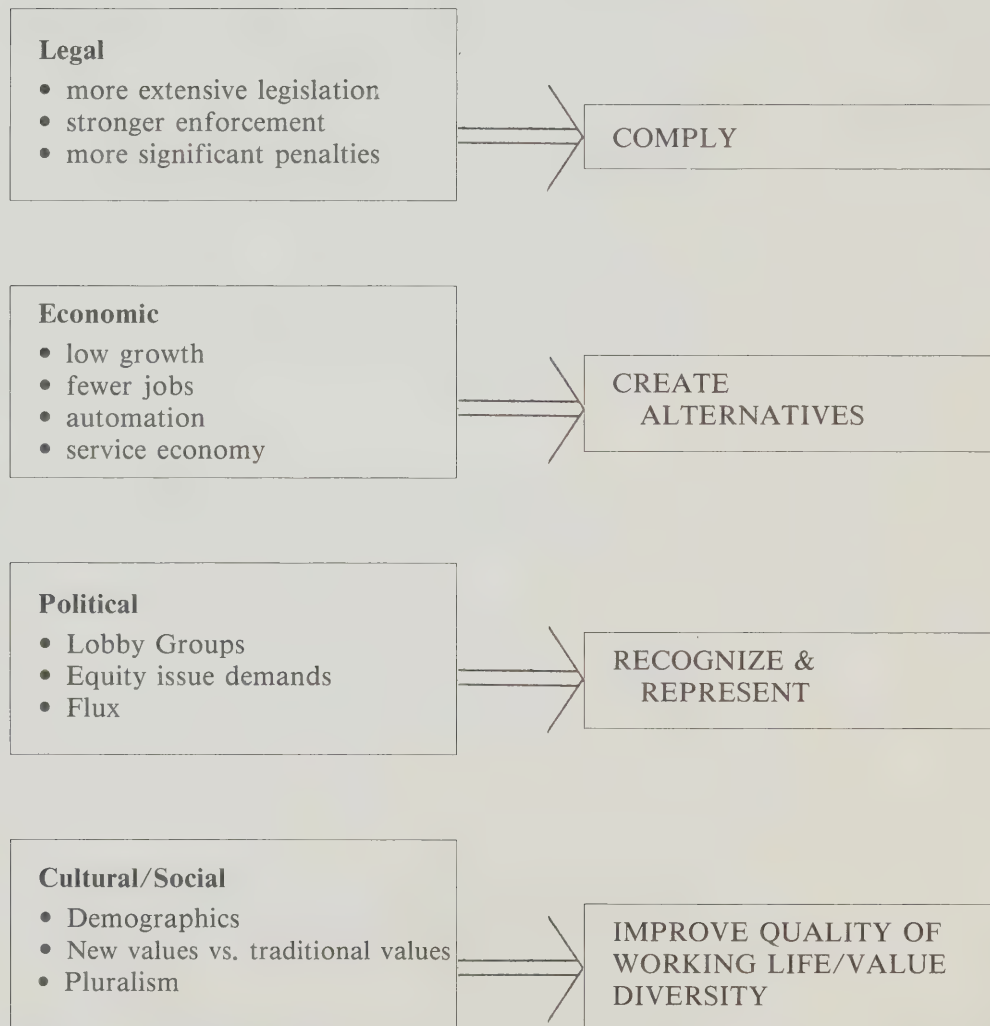 Legal
• more extensive legislation
• stronger enforcement
• more significant penalties
COMPLY
Economic
• low growth
• fewer jobs
• automation
• service economy
CREATE
ALTERNATIVES
Political
• Lobby Groups
• Equity issue demands
• Flux
RECOGNIZE &
REPRESENT
Cultural/Social
• Demographics
• New values vs. traditional values
• Pluralism
IMPROVE QUALITY OF
WORKING LIFE/VALUE
DIVERSITY